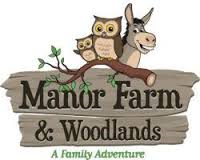 Manor Farm
& Woodlands
A Family Adventure